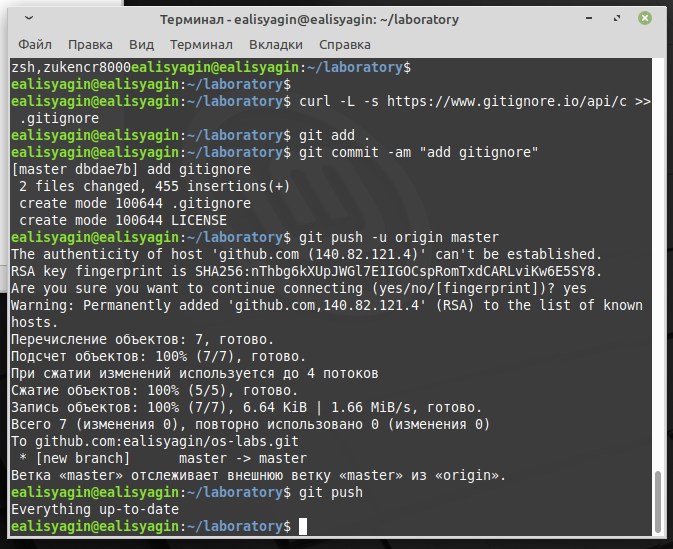 Терминал - ealisyagin@ealisyagin: ~/laboratory
Файл Правка Вид Терминал Вкладки Справка
zsh,zukencr8000ealisyagin@ealisyagin:~/laboratory$
ealisyagin@ealisyagin:~/laboratory$
ealisyagin@ealisyagin:~/laboratory$ curl -L -s https://www.gitignore.io/api/c >>
.gitignore
ealisyagin@ealisyagin:~/laboratory$ git add .
ealisyagin@ealisyagin:~/laboratory$ git commit -am "add gitignore"
[master dbdae7b] add gitignore
2 files changed, 455 insertions(+)
create mode 100644 .gitignore
create mode 100644 LICENSE
ealisyagin@ealisyagin:~/laboratory$ git push -u origin master
The authenticity of host 'github.com (140.82.121.4)' can't be established.
RSA key fingerprint is SHA256:nThbg6kXUpJWGl7E1IGOCspRomTxdCARLviKw6E5SY8.
Are you sure you want to continue connecting (yes/no/[fingerprint])? yes
Warning: Permanently added 'github.com,140.82.121.4' (RSA) to the list of known
hosts.
Перечисление объектов: 7, готово.
Подсчет объектов: 100% (7/7), готово.
При сжатии изменений используется до 4 потоков
Сжатие объектов: 100% (5/5), готово.
Запись объектов: 100% (7/7), 6.64 KiB | 1.66 MiB/s, готово.
Всего 7 (изменения 0), повторно использовано 0 (изменения 0)
To github.com:ealisyagin/os-labs.git
* [new branch]      master -> master
Ветка «master» отслеживает внешнюю ветку «master» из «origin».
ealisyagin@ealisyagin:~/laboratory$ git push
Everything up-to-date
ealisyagin@ealisyagin:~/laboratory$